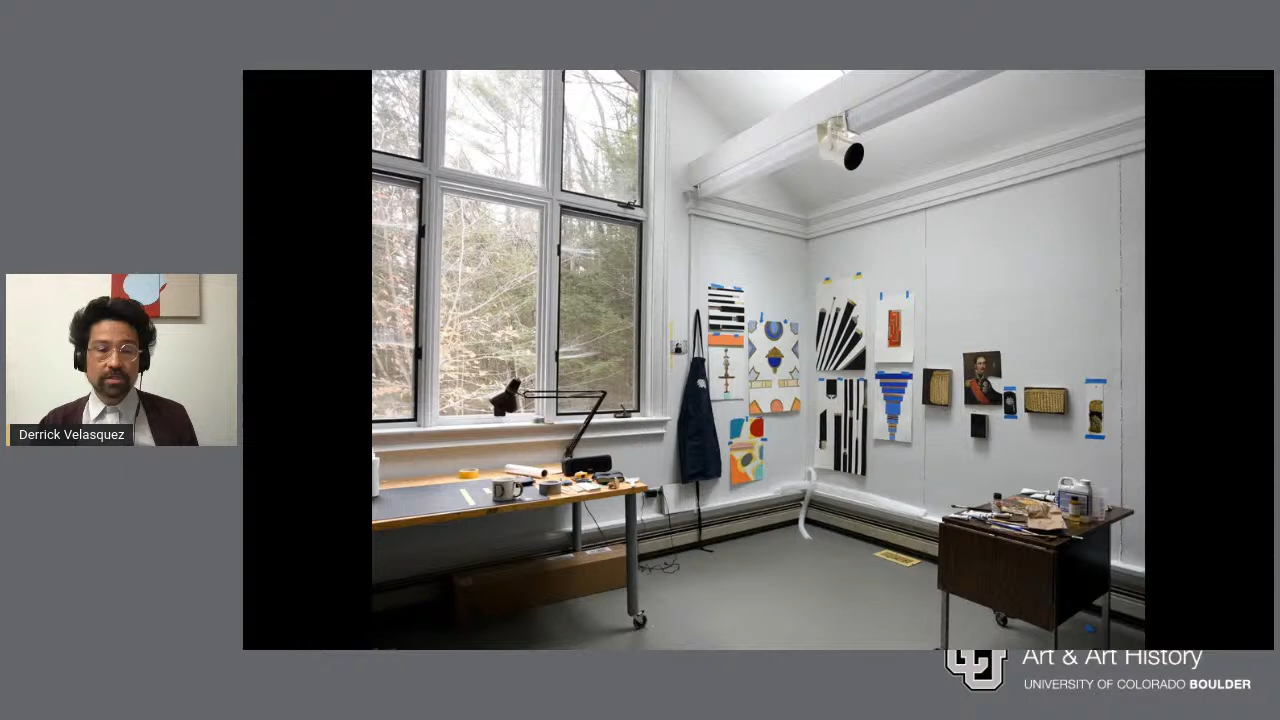 Derrick Velasquez
Art & Art History
UNIVERSITY OF COLORADO BOULDER